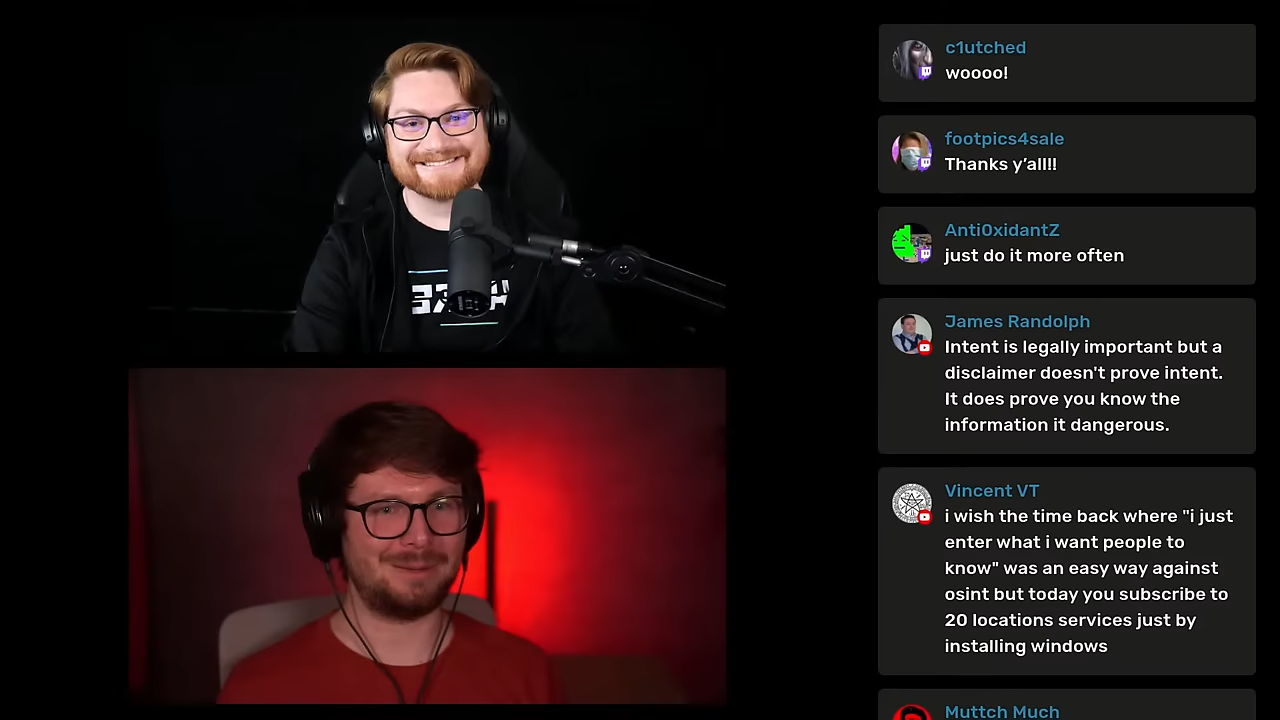 c1utched
woooo!
footpics4sale
Thanks y’all!!!
Anti0xidantZ
just do it more often
James Randolph
Intent is legally important but a
disclaimer doesn't prove intent.
It does prove you know the
information it dangerous.
Vincent VT
i wish the time back where "i just
enter what i want people to
know" was an easy way against
osint but today you subscribe to
20 locations services just by
installing windows
Muttch Much